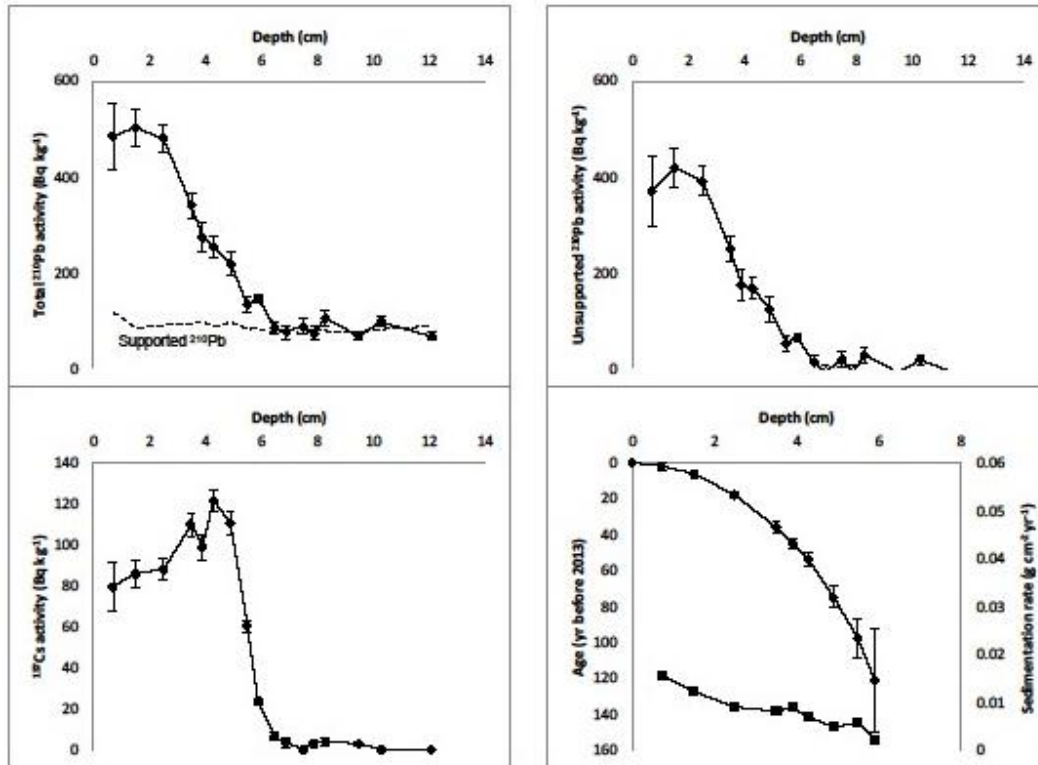 Depth (cm)
0 2 4 6 8 10 12 14
600
400
200
0
Total ²¹⁰Pb activity (Bq kg⁻¹)
Supported ²¹⁰Pb
Depth (cm)
0 2 4 6 8 10 12 14
600
400
200
0
Unsupported ²¹⁰Pb activity (Bq kg⁻¹)
Depth (cm)
0 2 4 6 8 10 12 14
140
120
100
80
60
40
20
0
¹³⁷Cs activity (Bq kg⁻¹)
Depth (cm)
0 2 4 6 8
0
20
40
60
80
100
120
140
160
Age (yr before 2013)
0.06
0.05
0.04
0.03
0.02
0.01
0
Sedimentation rate (g cm⁻² yr⁻¹)